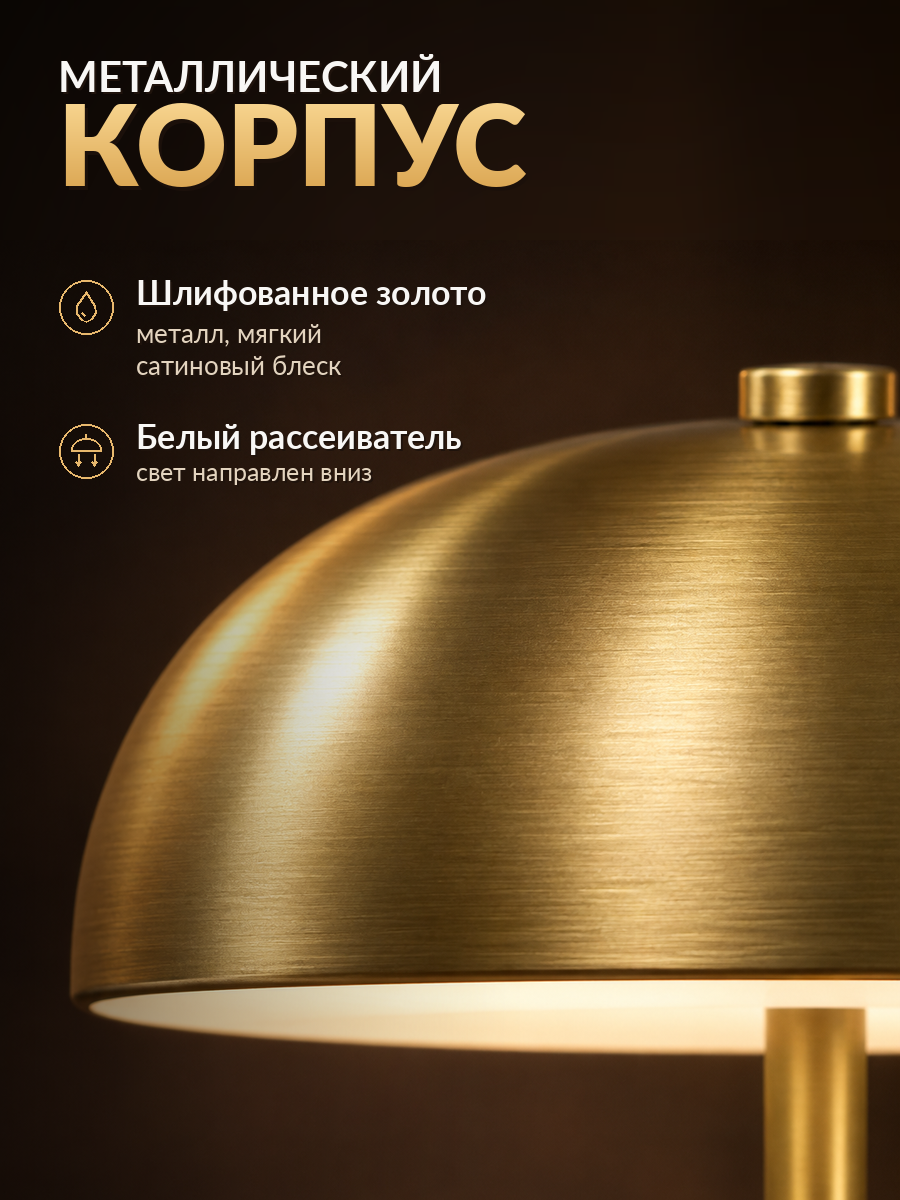 МЕТАЛЛИЧЕСКИЙ
КОРПУС
Шлифованное золото
металл, мягкий
сатиновый блеск
Белый рассеиватель
свет направлен вниз